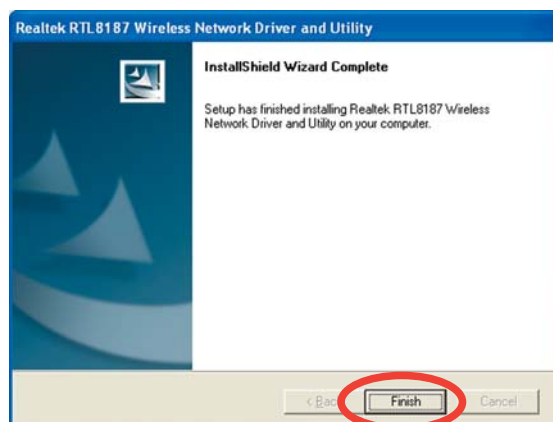 Realtek RTL8187 Wireless Network Driver and Utility
InstallShield Wizard Complete
Setup has finished installing Realtek RTL8187 Wireless
Network Driver and Utility on your computer.
< Bac
Finish
Cancel